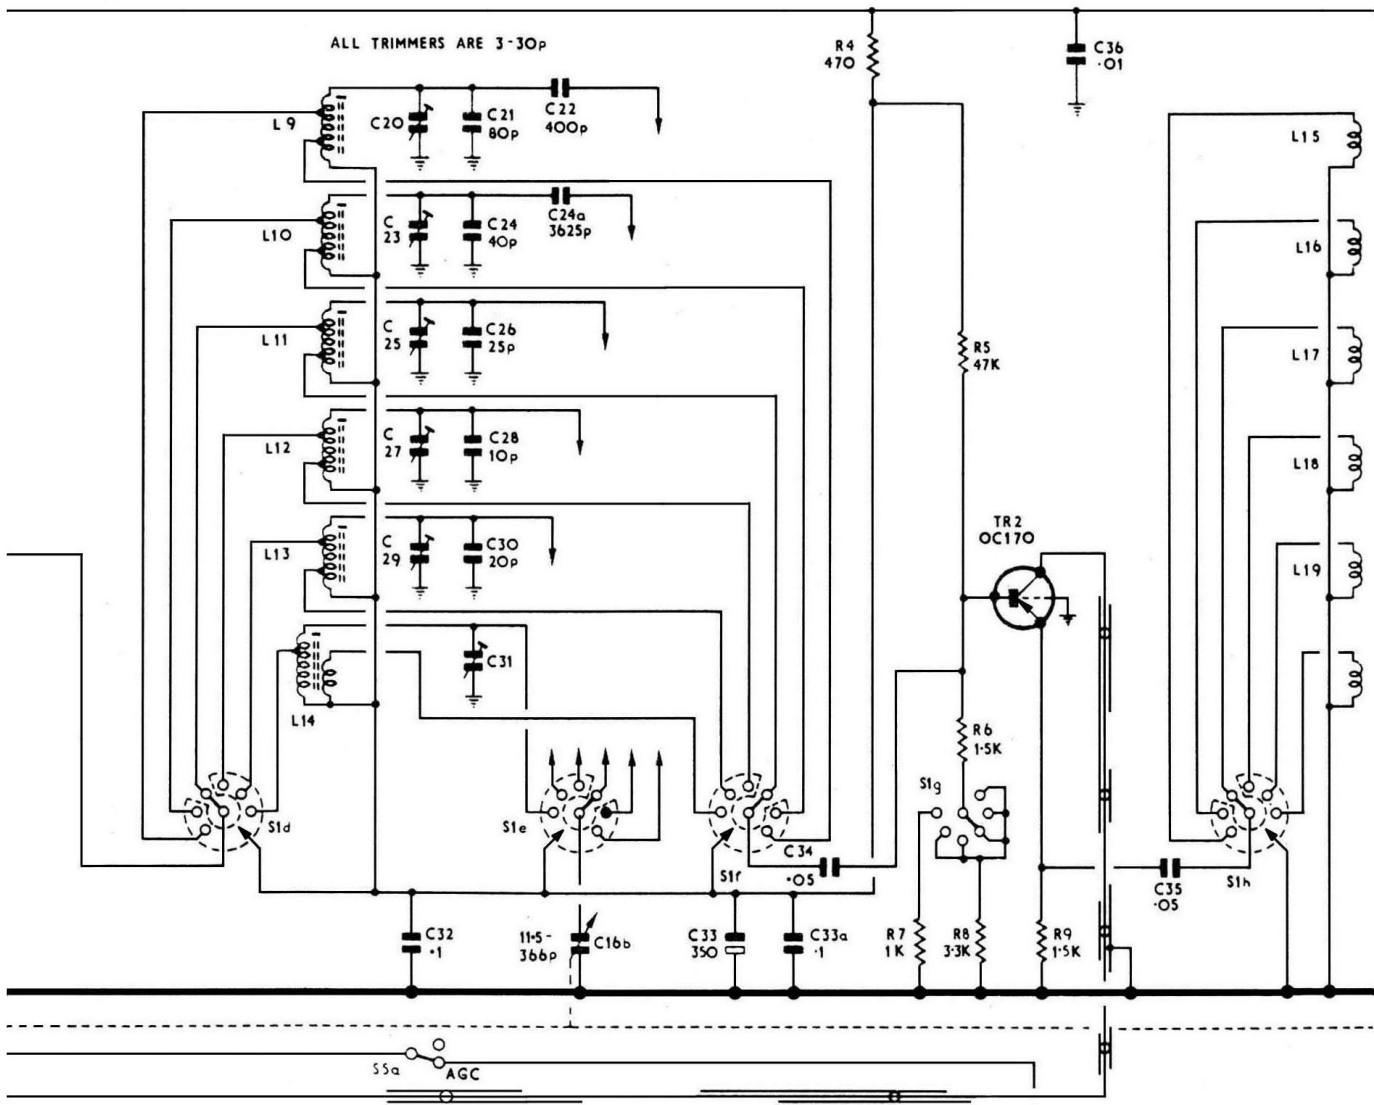 ALL TRIMMERS ARE 3-30p
R4
470
C36
·01
L9
C20
C21
80p
C22
400p
L15
L10
C
23
C24
40p
C24a
3625p
L16
L11
C
25
C26
25p
R5
47K
L17
L12
C
27
C28
10p
L18
TR2
OC170
L13
C
29
C30
20p
L19
C31
L14
R6
1·5K
S1d
S1e
S1f
S1g
S1h
C34
·05
C35
·05
C32
·1
11·5-
366p
C16b
C33
350
C33a
·1
R7
1K
R8
3·3K
R9
1·5K
S5a
AGC